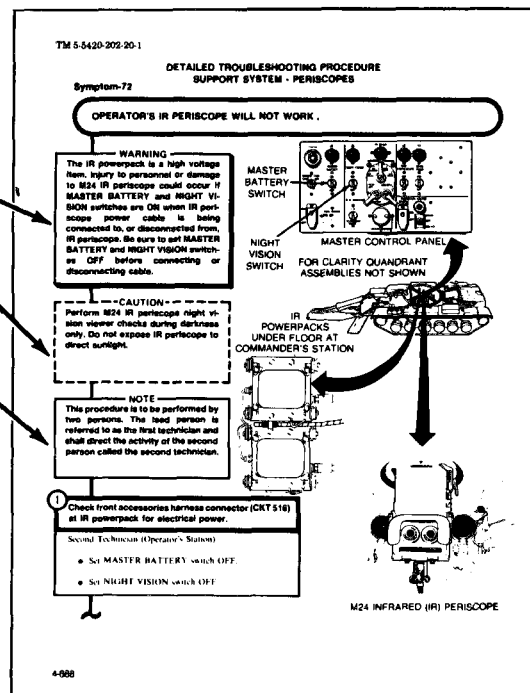 TM 5-5420-202-20-1
DETAILED TROUBLESHOOTING PROCEDURE
SUPPORT SYSTEM - PERISCOPES
Symptom-72
OPERATOR'S IR PERISCOPE WILL NOT WORK.
WARNING
The IR powerpack is a high voltage
item. Injury to personnel or damage
to M24 IR periscope could occur if
MASTER BATTERY and NIGHT VI-
SION switches are ON when IR peri-
scope power cable is being
connected to, or disconnected from,
IR periscope. Be sure to set MASTER
BATTERY and NIGHT VISION switch-
es OFF before connecting or
disconnecting cable.
CAUTION
Perform M24 IR periscope night vi-
sion viewer checks during darkness
only. Do not expose IR periscope to
direct sunlight.
NOTE
This procedure is to be performed by
two persons. The lead person is
referred to as the first technician and
shall direct the activity of the second
person called the second technician.
1
Check front accessories harness connector (CKT 516)
at IR powerpack for electrical power.
Second Technician (Operator's Station)
• Set MASTER BATTERY switch OFF.
• Set NIGHT VISION switch OFF
MASTER
BATTERY
SWITCH
NIGHT
VISION
SWITCH
MASTER CONTROL PANEL
FOR CLARITY QUADRANT
ASSEMBLIES NOT SHOWN
IR
POWERPACKS
UNDER FLOOR AT
COMMANDER'S STATION
M24 INFRARED (IR) PERISCOPE
4-688